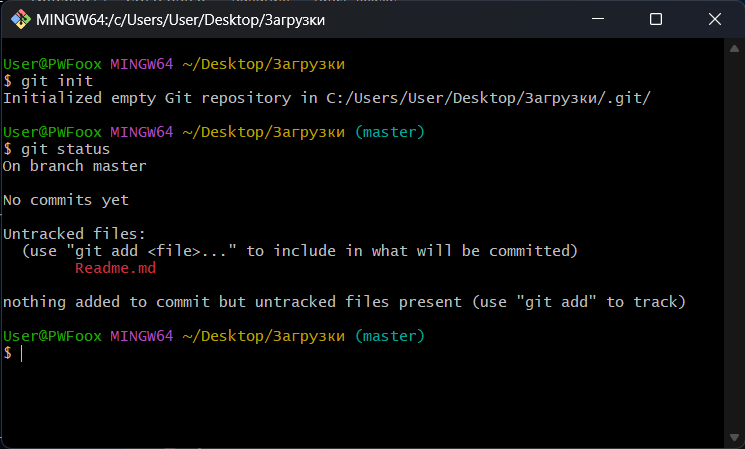 MINGW64:/c/Users/User/Desktop/Загрузки
User@PWFoox MINGW64 ~/Desktop/Загрузки
$ git init
Initialized empty Git repository in C:/Users/User/Desktop/Загрузки/.git/
User@PWFoox MINGW64 ~/Desktop/Загрузки (master)
$ git status
On branch master
No commits yet
Untracked files:
(use "git add <file>..." to include in what will be committed)
Readme.md
nothing added to commit but untracked files present (use "git add" to track)
User@PWFoox MINGW64 ~/Desktop/Загрузки (master)
$